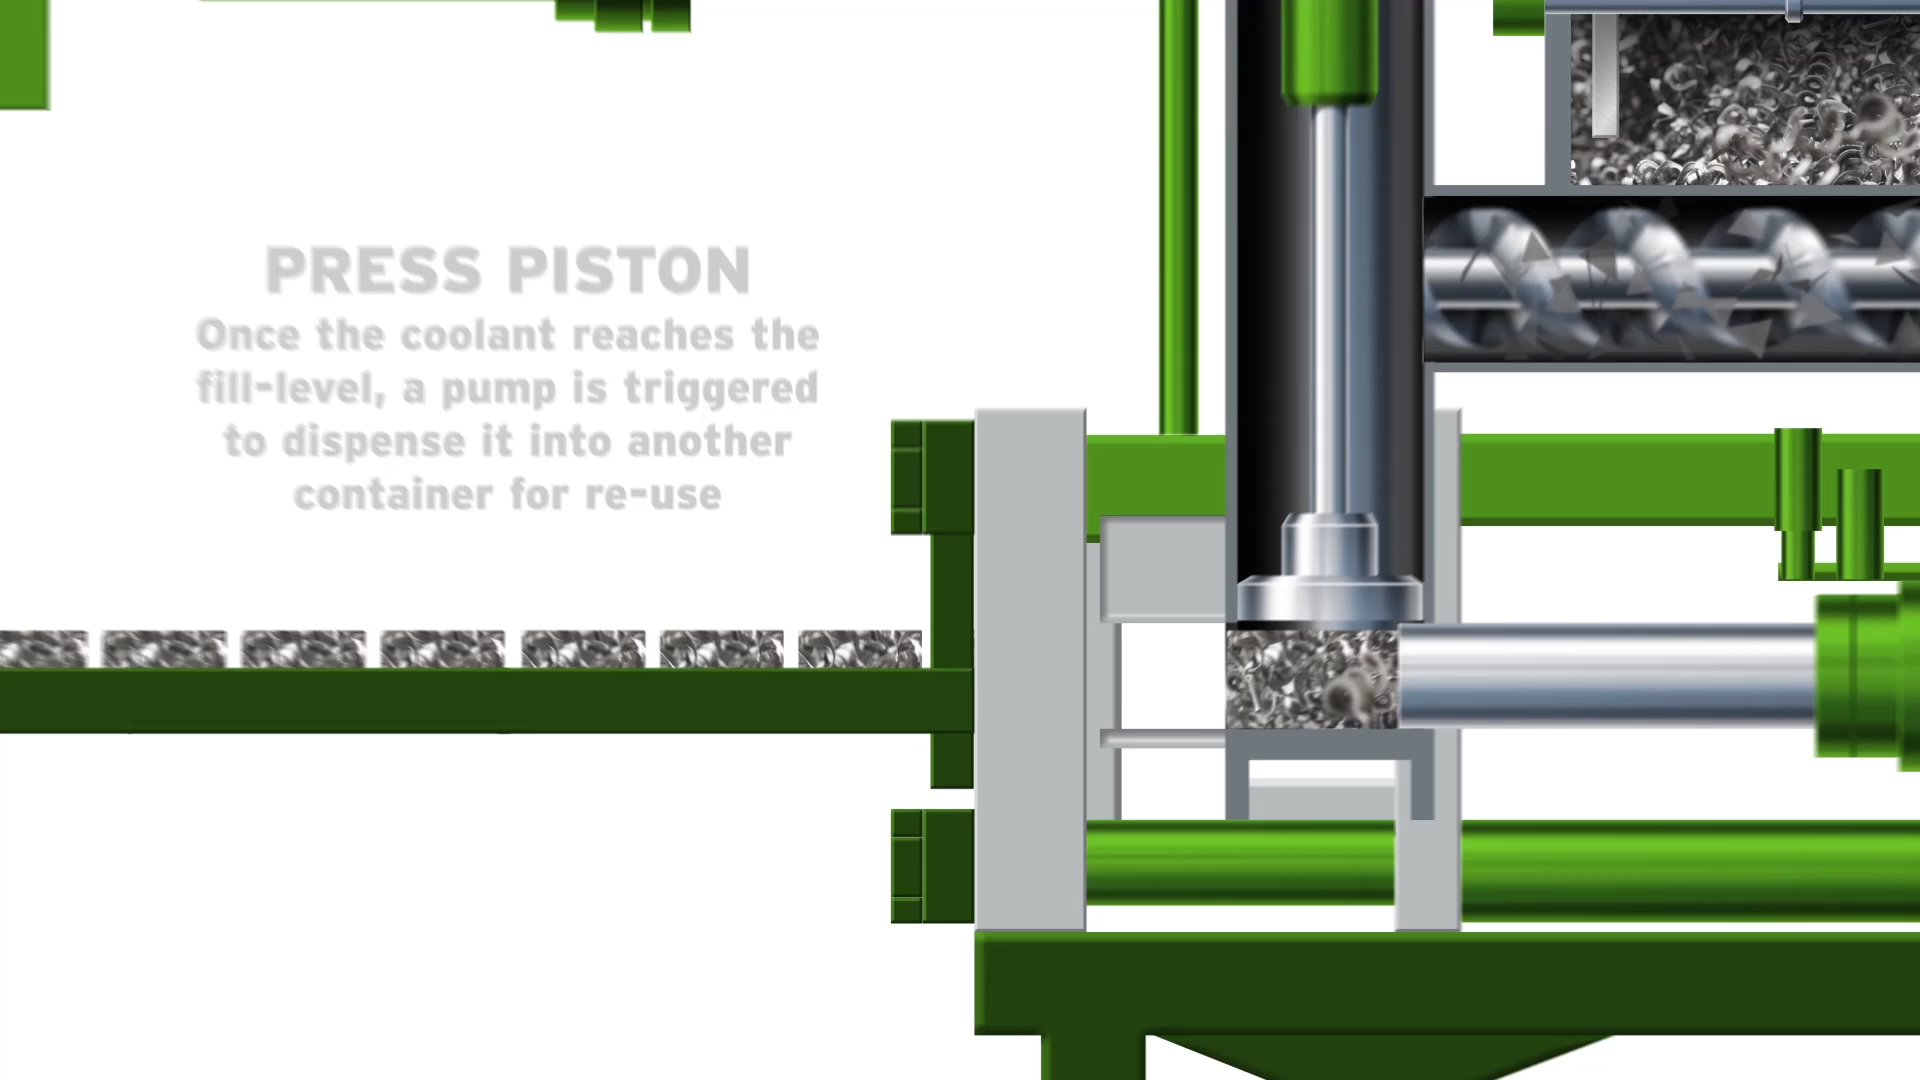 PRESS PISTON
Once the coolant reaches the
fill-level, a pump is triggered
to dispense it into another
container for re-use